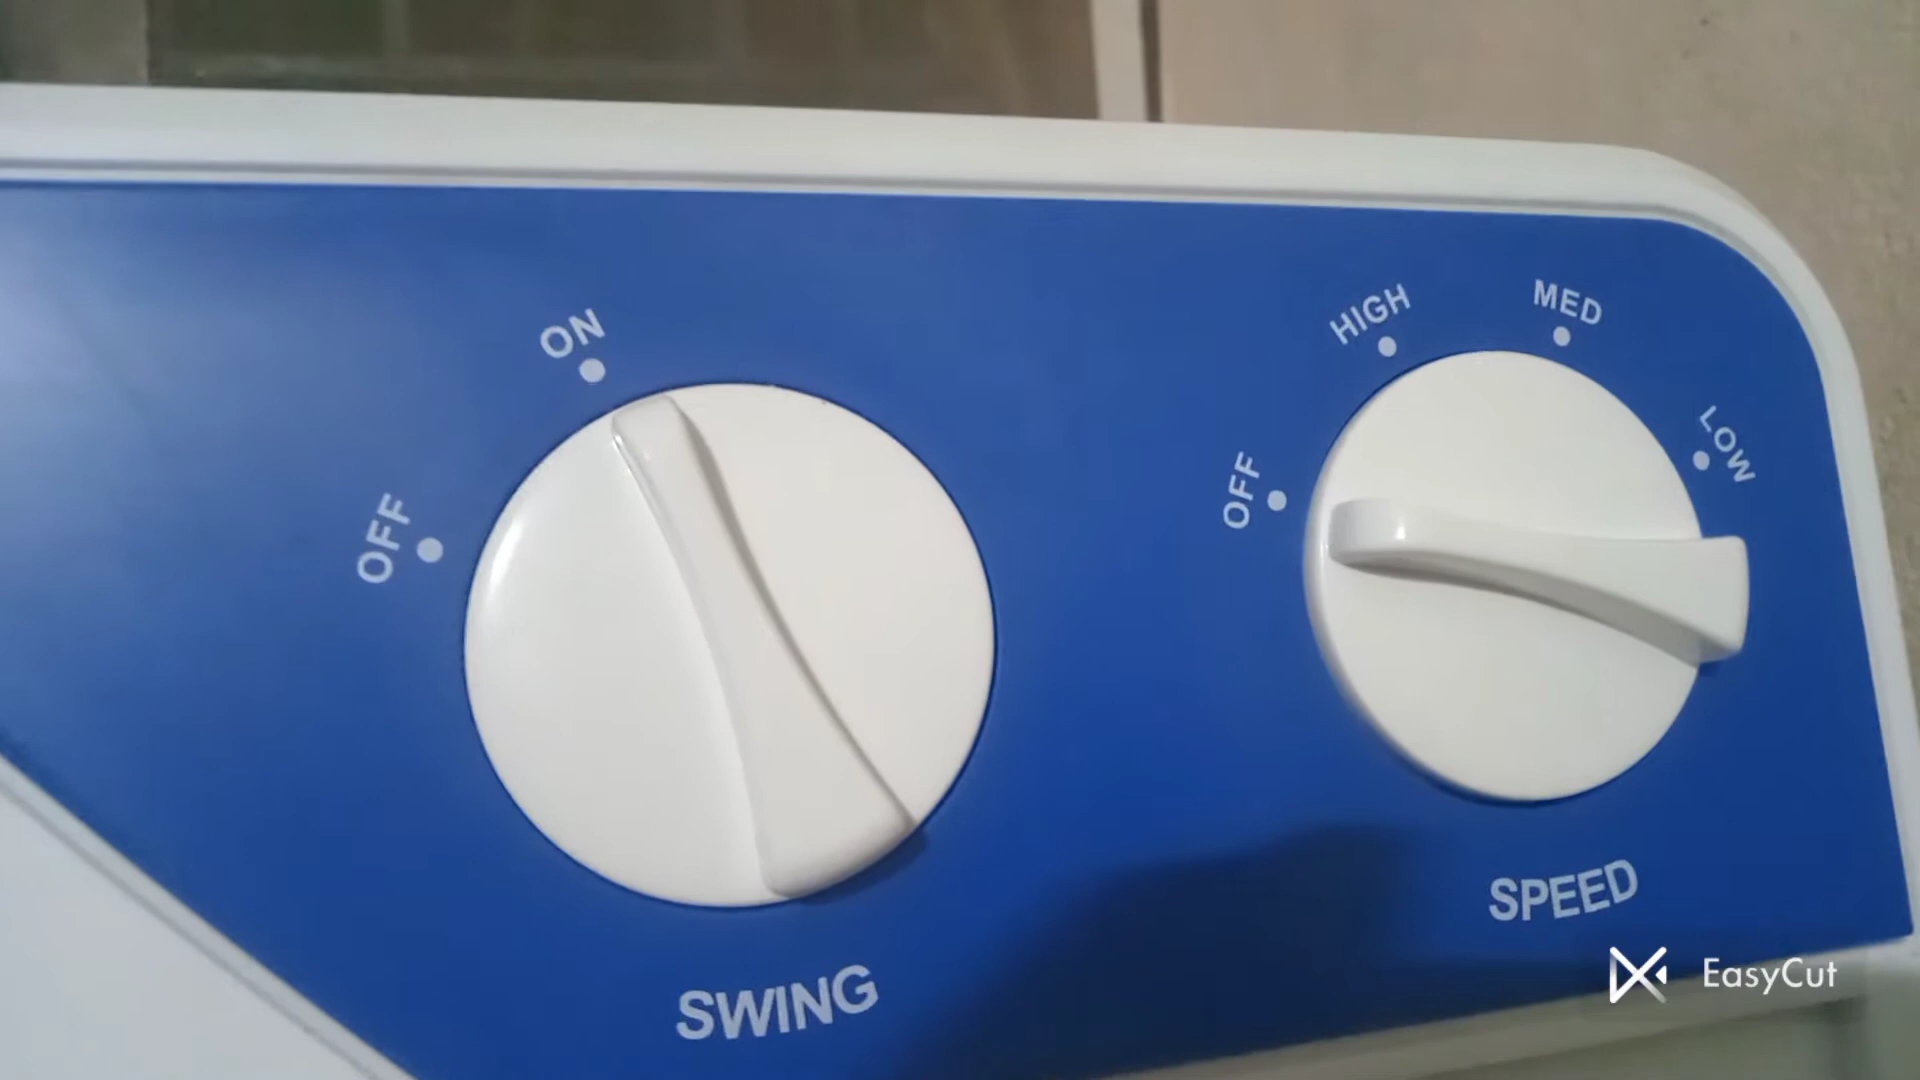 ON
OFF
SWING
HIGH
MED
LOW
OFF
SPEED
EasyCut